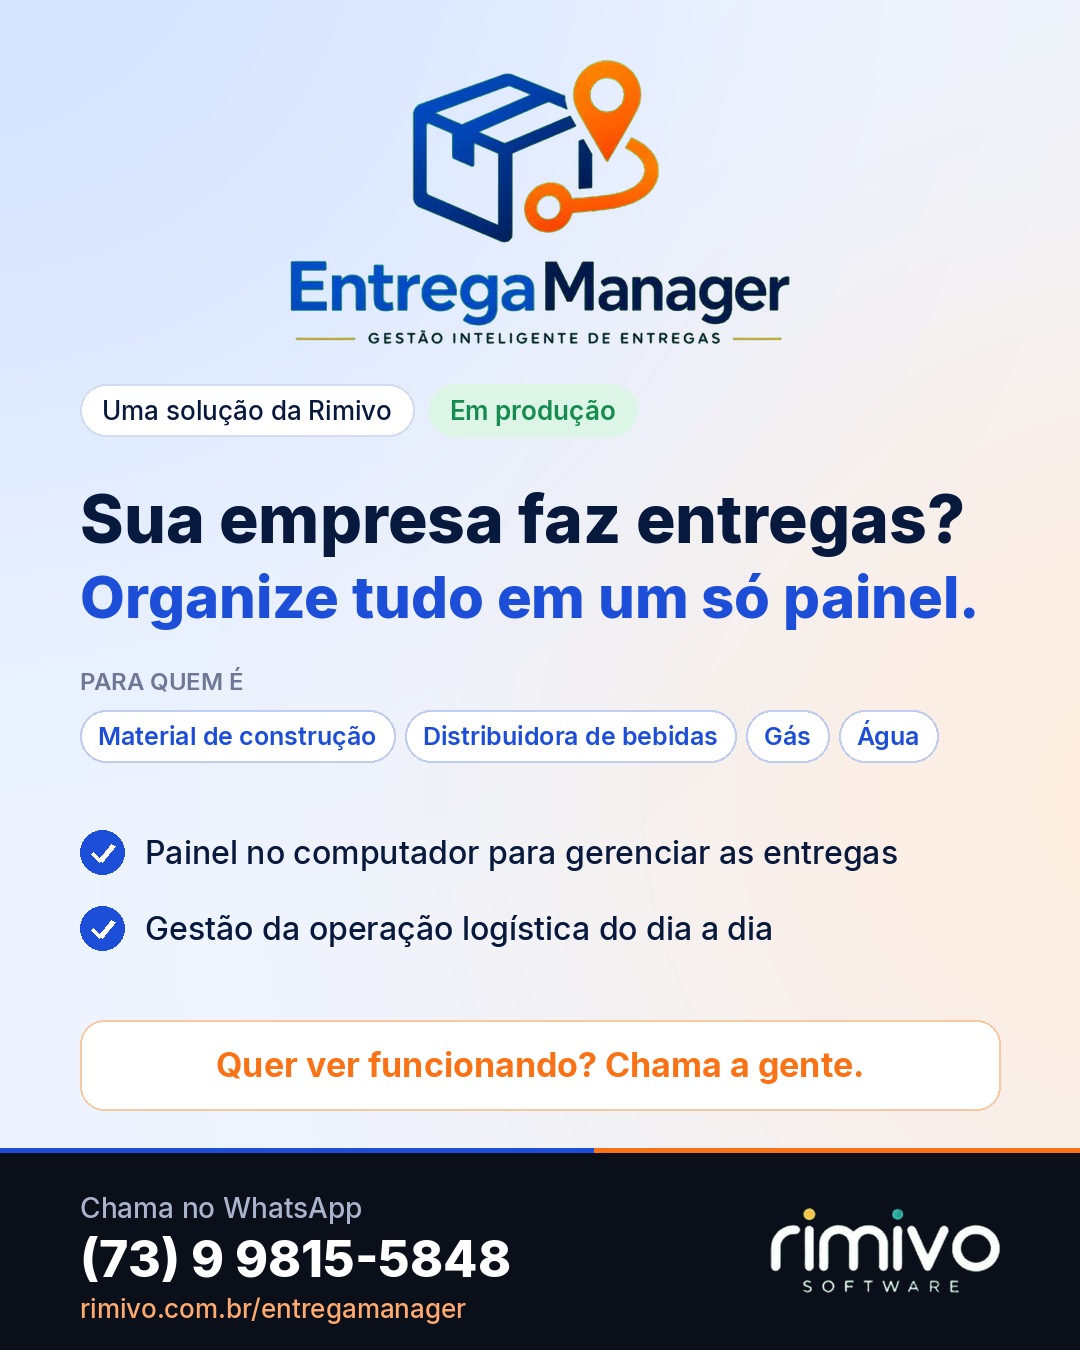 EntregaManager
GESTÃO INTELIGENTE DE ENTREGAS
Uma solução da Rimivo
Em produção
Sua empresa faz entregas?
Organize tudo em um só painel.
PARA QUEM É
Material de construção
Distribuidora de bebidas
Gás
Água
Painel no computador para gerenciar as entregas
Gestão da operação logística do dia a dia
Quer ver funcionando? Chama a gente.
Chama no WhatsApp
(73) 9 9815-5848
rimivo.com.br/entregamanager
rimivo
SOFTWARE